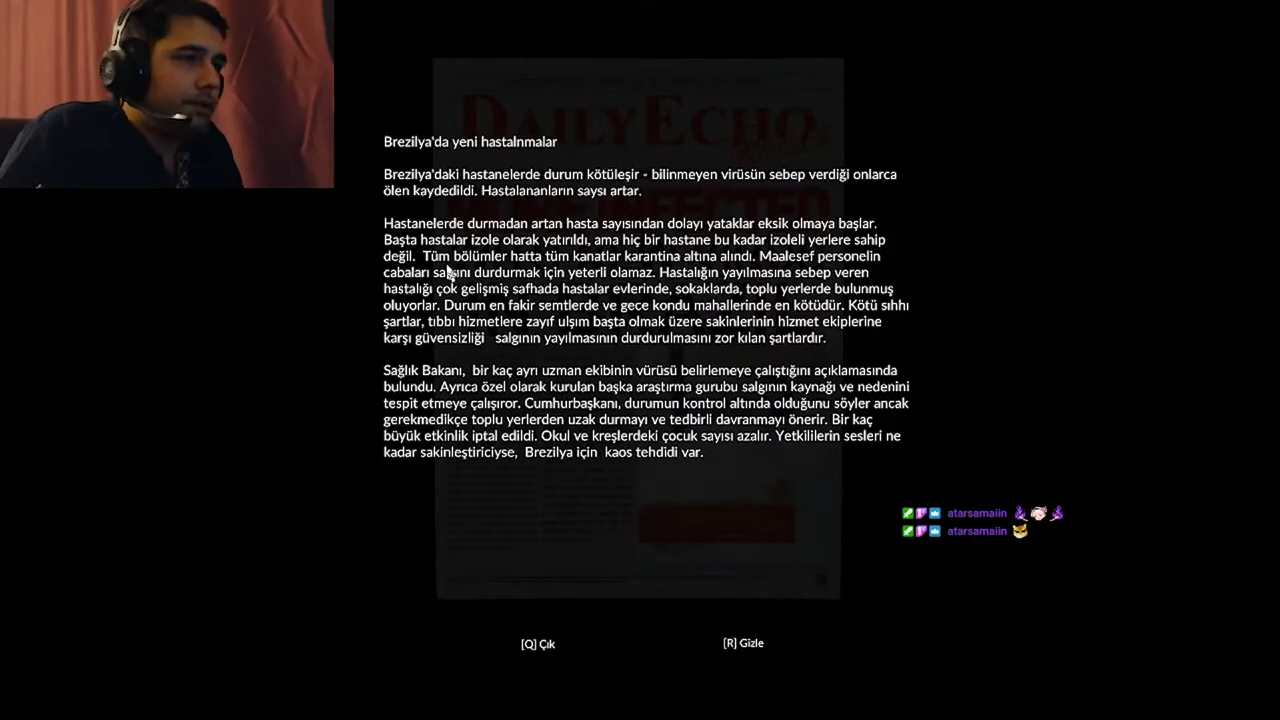 DAILY ECHO
Brezilya'da yeni hastalnmalar
Brezilya'daki hastanelerde durum kötüleşir - bilinmeyen virüsün sebep verdiği onlarca
ölen kaydedildi. Hastalananların saysı artar.
Hastanelerde durmadan artan hasta sayısından dolayı yataklar eksik olmaya başlar.
Başta hastalar izole olarak yatırıldı, ama hiç bir hastane bu kadar izoleli yerlere sahip
değil.  Tüm bölümler hatta tüm kanatlar karantina altına alındı. Maalesef personelin
cabaları salgını durdurmak için yeterli olamaz. Hastalığın yayılmasına sebep veren
hastalığı çok gelişmiş safhada hastalar evlerinde, sokaklarda, toplu yerlerde bulunmuş
oluyorlar. Durum en fakir semtlerde ve gece kondu mahallerinde en kötüdür. Kötü sıhhı
şartlar, tıbbı hizmetlere zayıf ulşim başta olmak üzere sakinlerinin hizmet ekiplerine
karşı güvensizliği   salgının yayılmasının durdurulmasını zor kılan şartlardır.
Sağlık Bakanı,  bir kaç ayrı uzman ekibinin vürüsü belirlemeye çalıştığını açıklamasında
bulundu. Ayrıca özel olarak kurulan başka araştırma gurubu salgının kaynağı ve nedenini
tespit etmeye çalışıror. Cumhurbaşkanı, durumun kontrol altında olduğunu söyler ancak
gerekmedikçe toplu yerlerden uzak durmayı ve tedbirli davranmayı önerir. Bir kaç
büyük etkinlik iptal edildi. Okul ve kreşlerdeki çocuk sayısı azalır. Yetkililerin sesleri ne
kadar sakinleştiriciyse,  Brezilya için  kaos tehdidi var.
atarsamaiin
atarsamaiin
[Q] Çık
[R] Gizle